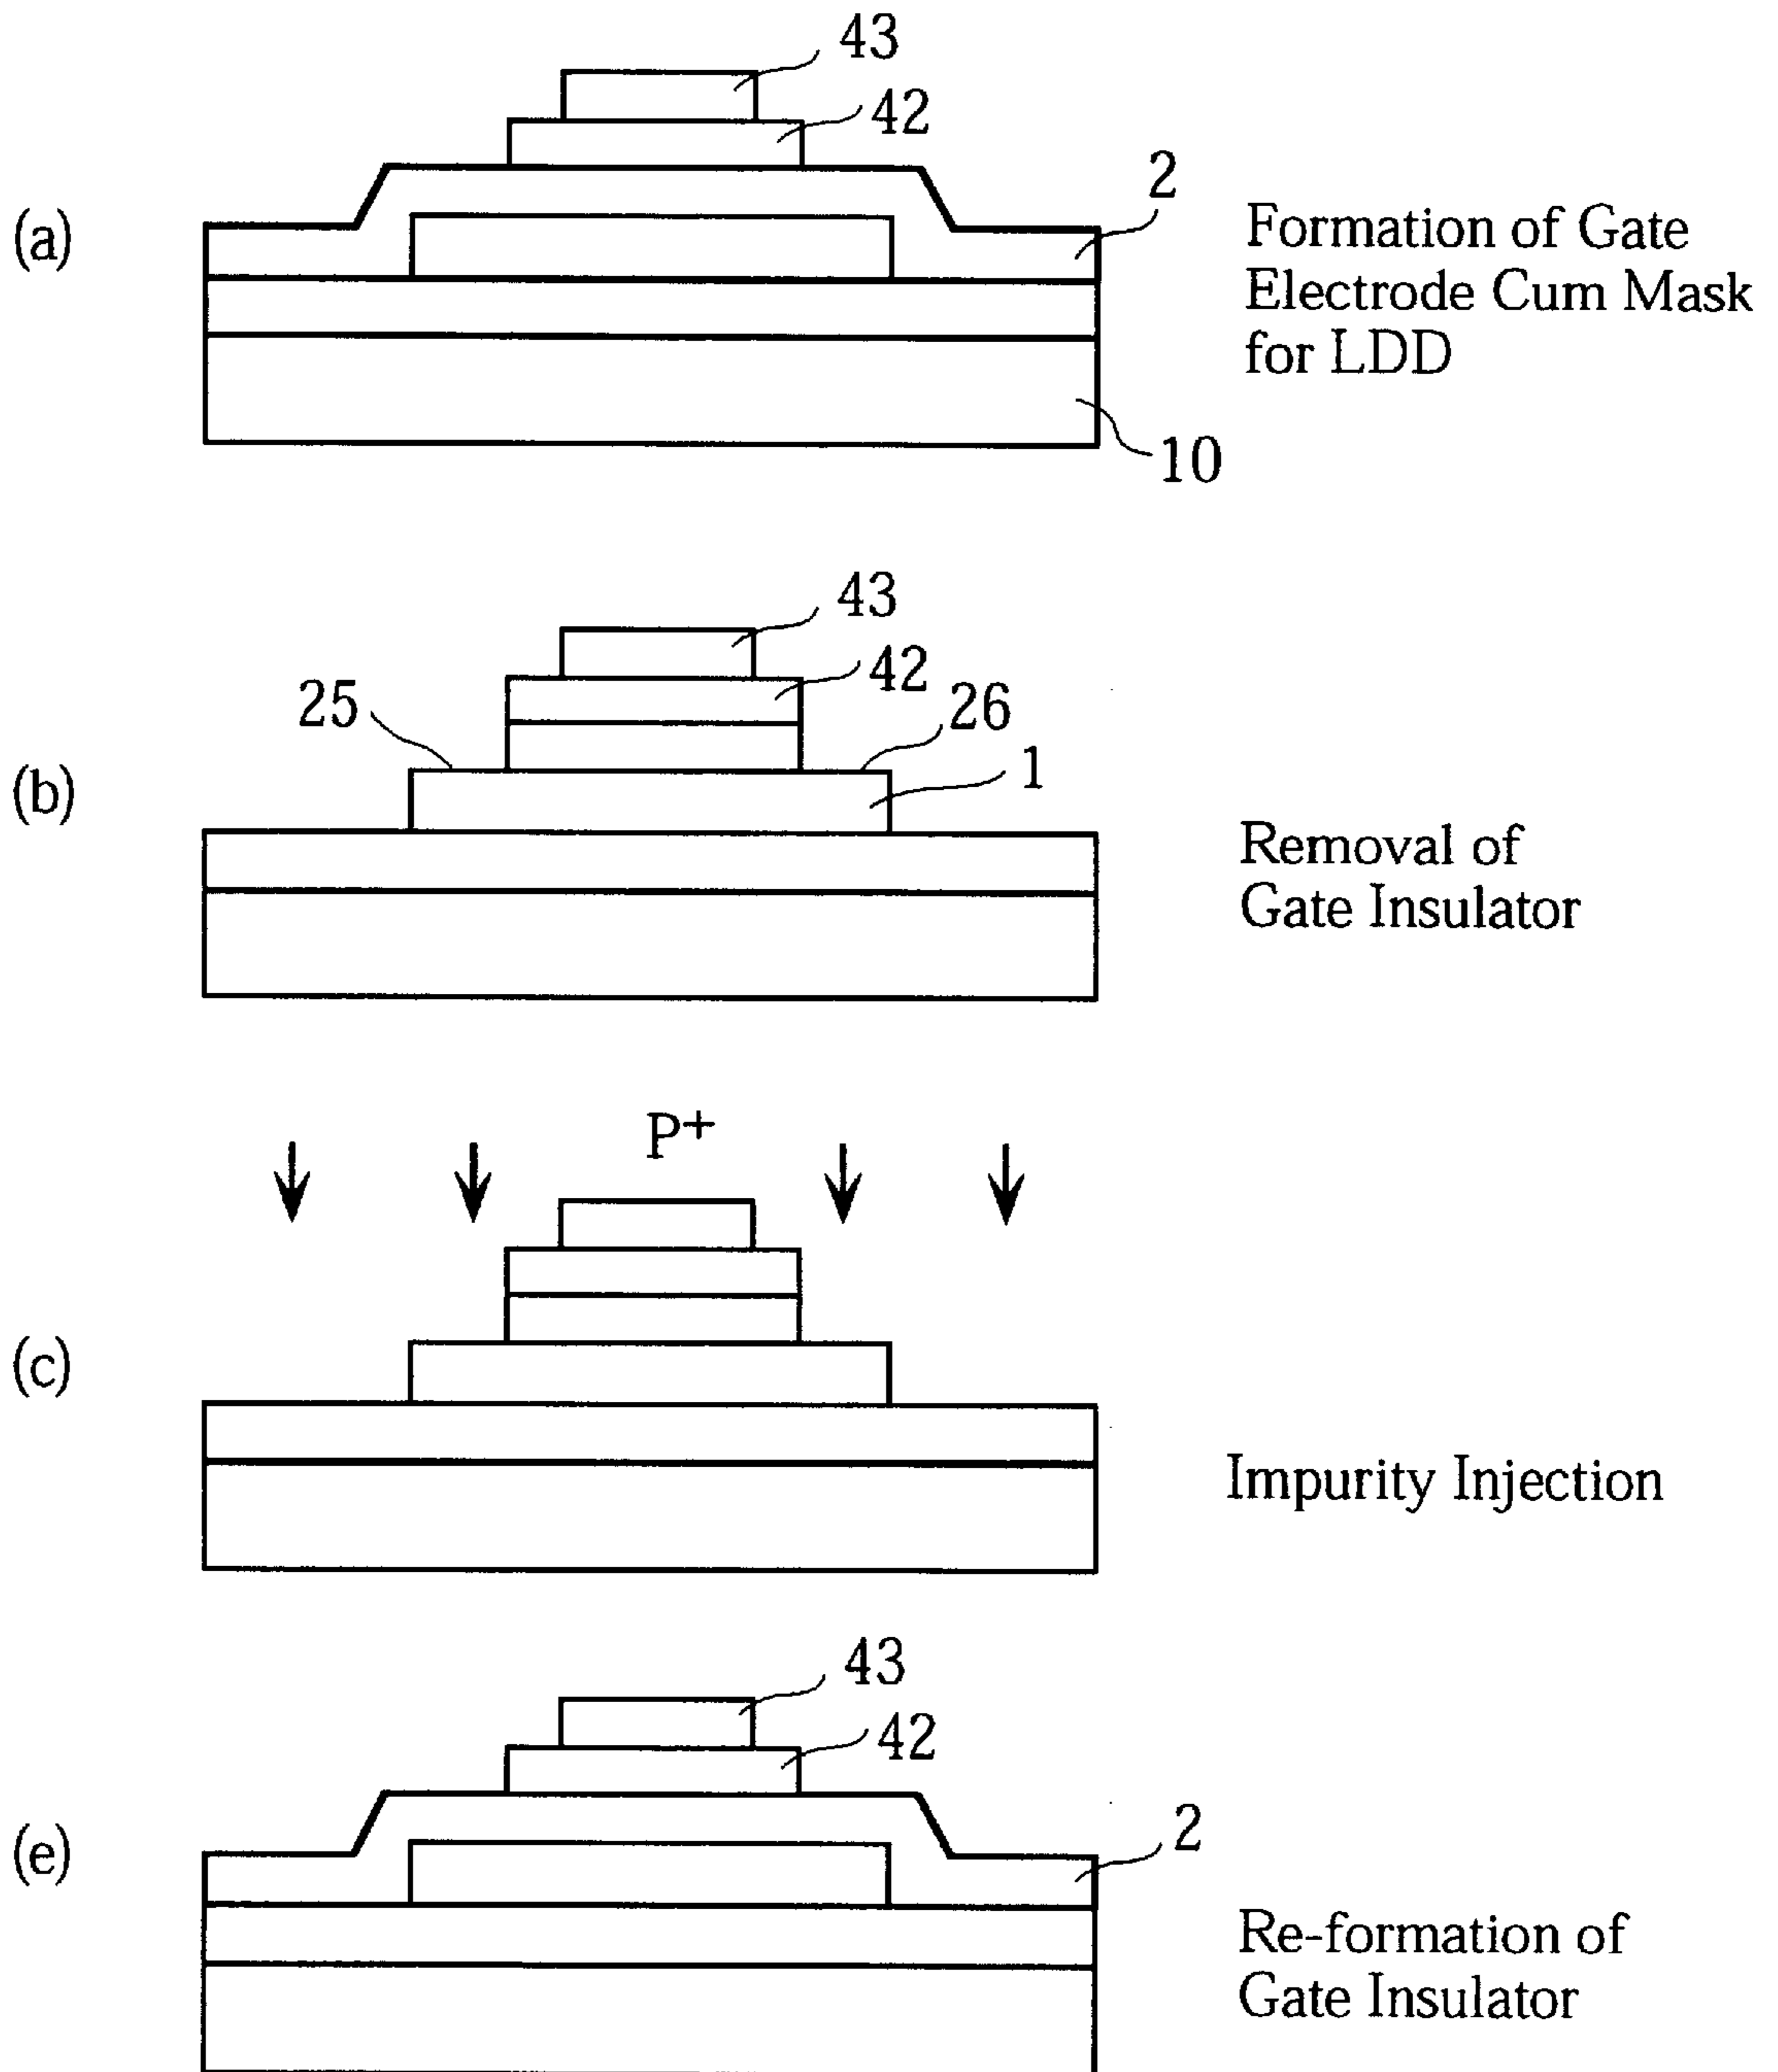 43
42
2
(a)
Formation of Gate
Electrode Cum Mask
for LDD
10
43
42
25
26
1
(b)
Removal of
Gate Insulator
P+
(c)
Impurity Injection
43
42
2
(e)
Re-formation of
Gate Insulator